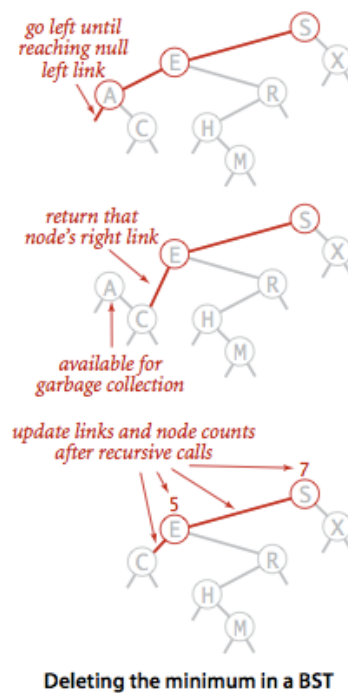 go left until
reaching null
left link
S
E
X
A
R
C
H
M
return that
node's right link
S
E
X
A
R
C
H
M
available for
garbage collection
update links and node counts
after recursive calls
7
5
S
E
X
C
R
H
M
Deleting the minimum in a BST